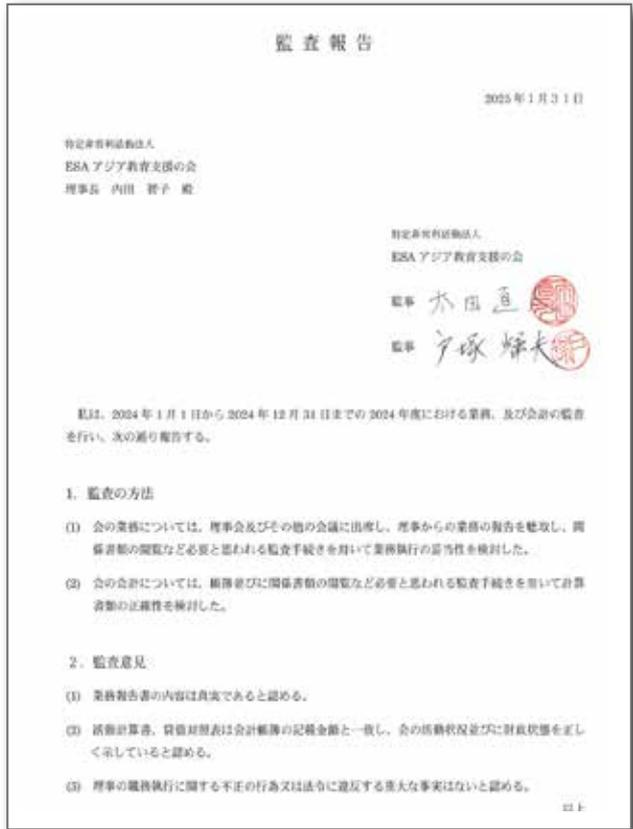 監査報告
2025年1月31日
特定非営利活動法人
ESA アジア教育支援の会
理事長 内田 智子 殿
特定非営利活動法人
ESA アジア教育支援の会
監事 太田直
監事 戸塚輝夫
私は、2024年1月1日から2024年12月31日までの2024年度における業務、及び会計の監査
を行い、次の通り報告する。
1. 監査の方法
(1) 会の業務については、理事会及びその他の会議に出席し、理事からの業務の報告を聴取し、関
係書類の閲覧など必要と思われる監査手続きを用いて業務執行の妥当性を検討した。
(2) 会の会計については、帳簿並びに関係書類の閲覧など必要と思われる監査手続きを用いて計算
書類の正確性を検討した。
2. 監査意見
(1) 業務報告書の内容は真実であると認める。
(2) 活動計算書、貸借対照表は会計帳簿の記載金額と一致し、会の活動状況並びに財政状態を正し
く示していると認める。
(3) 理事の職務執行に関する不正の行為又は法令に違反する重大な事実はないと認める。
以上